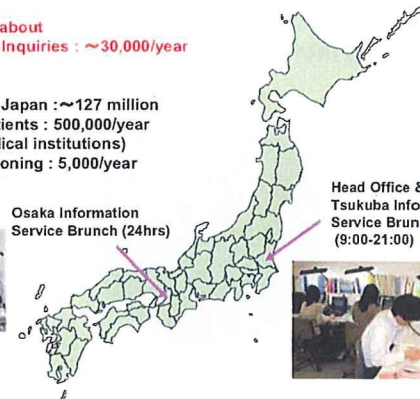 about
Inquiries : ～30,000/year
Japan :～127 million
tients : 500,000/year
dical institutions)
oning : 5,000/year
Osaka Information
Service Brunch (24hrs)
Head Office &
Tsukuba Info
Service Brun
(9:00-21:00)